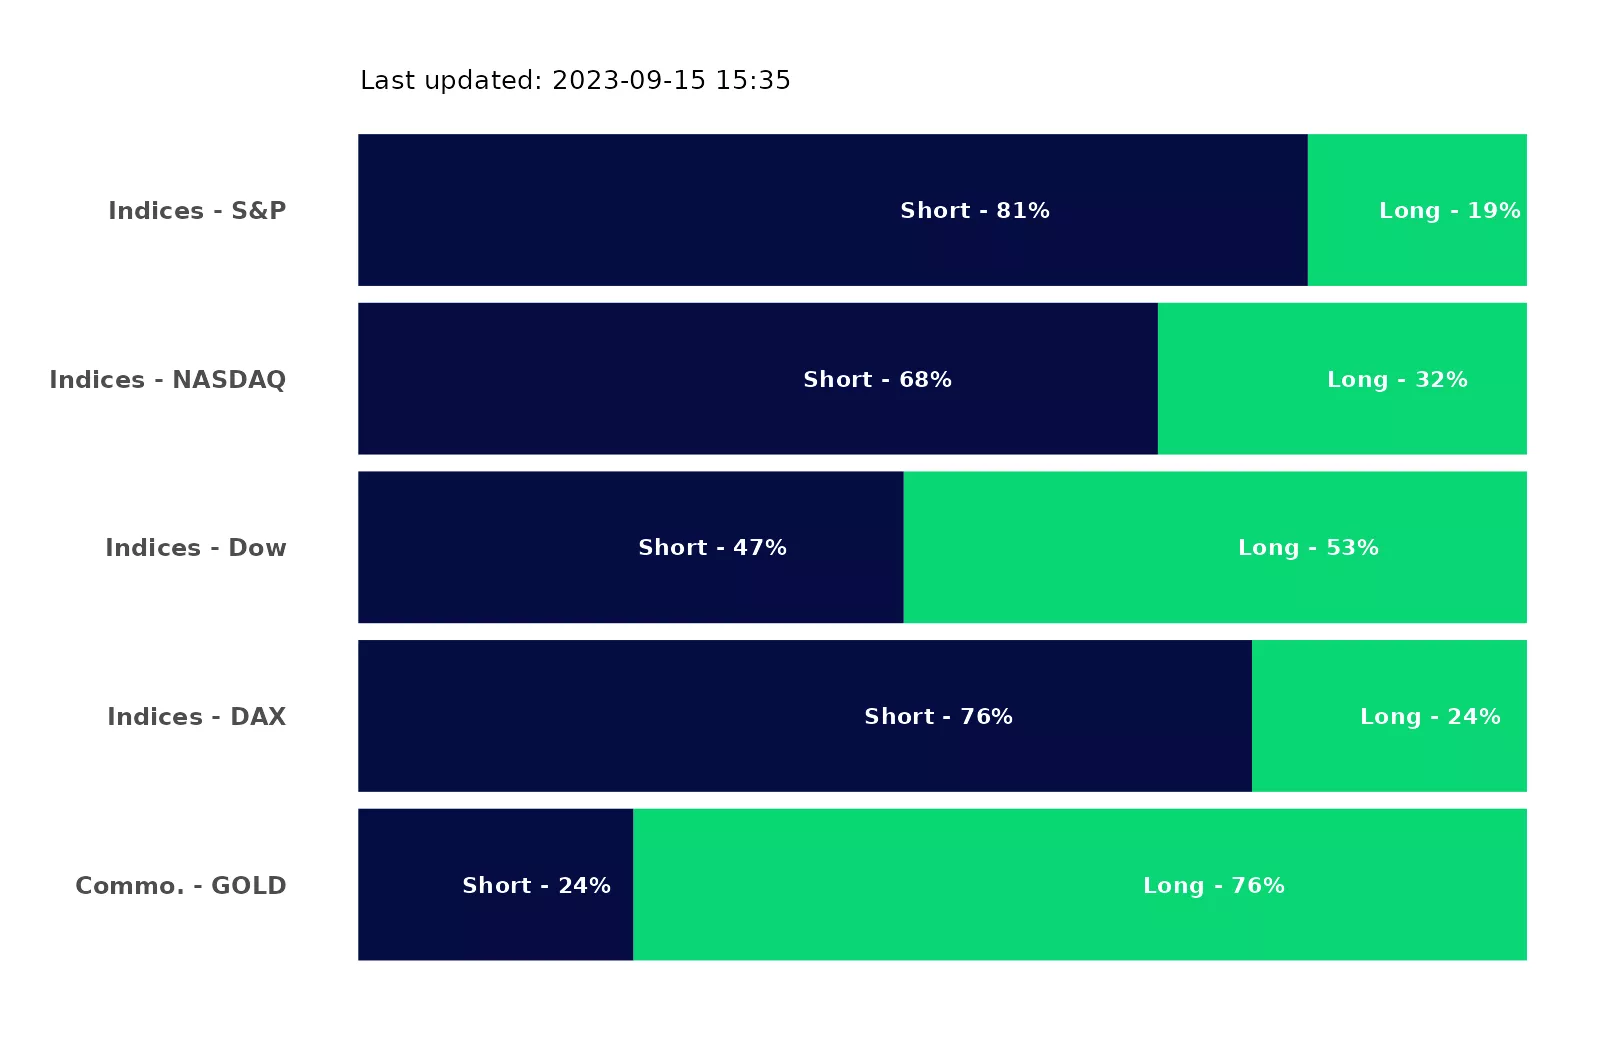 Last updated: 2023-09-15 15:35
Indices - S&P Short - 81% Long - 19%
Indices - NASDAQ Short - 68% Long - 32%
Indices - Dow Short - 47% Long - 53%
Indices - DAX Short - 76% Long - 24%
Commo. - GOLD Short - 24% Long - 76%